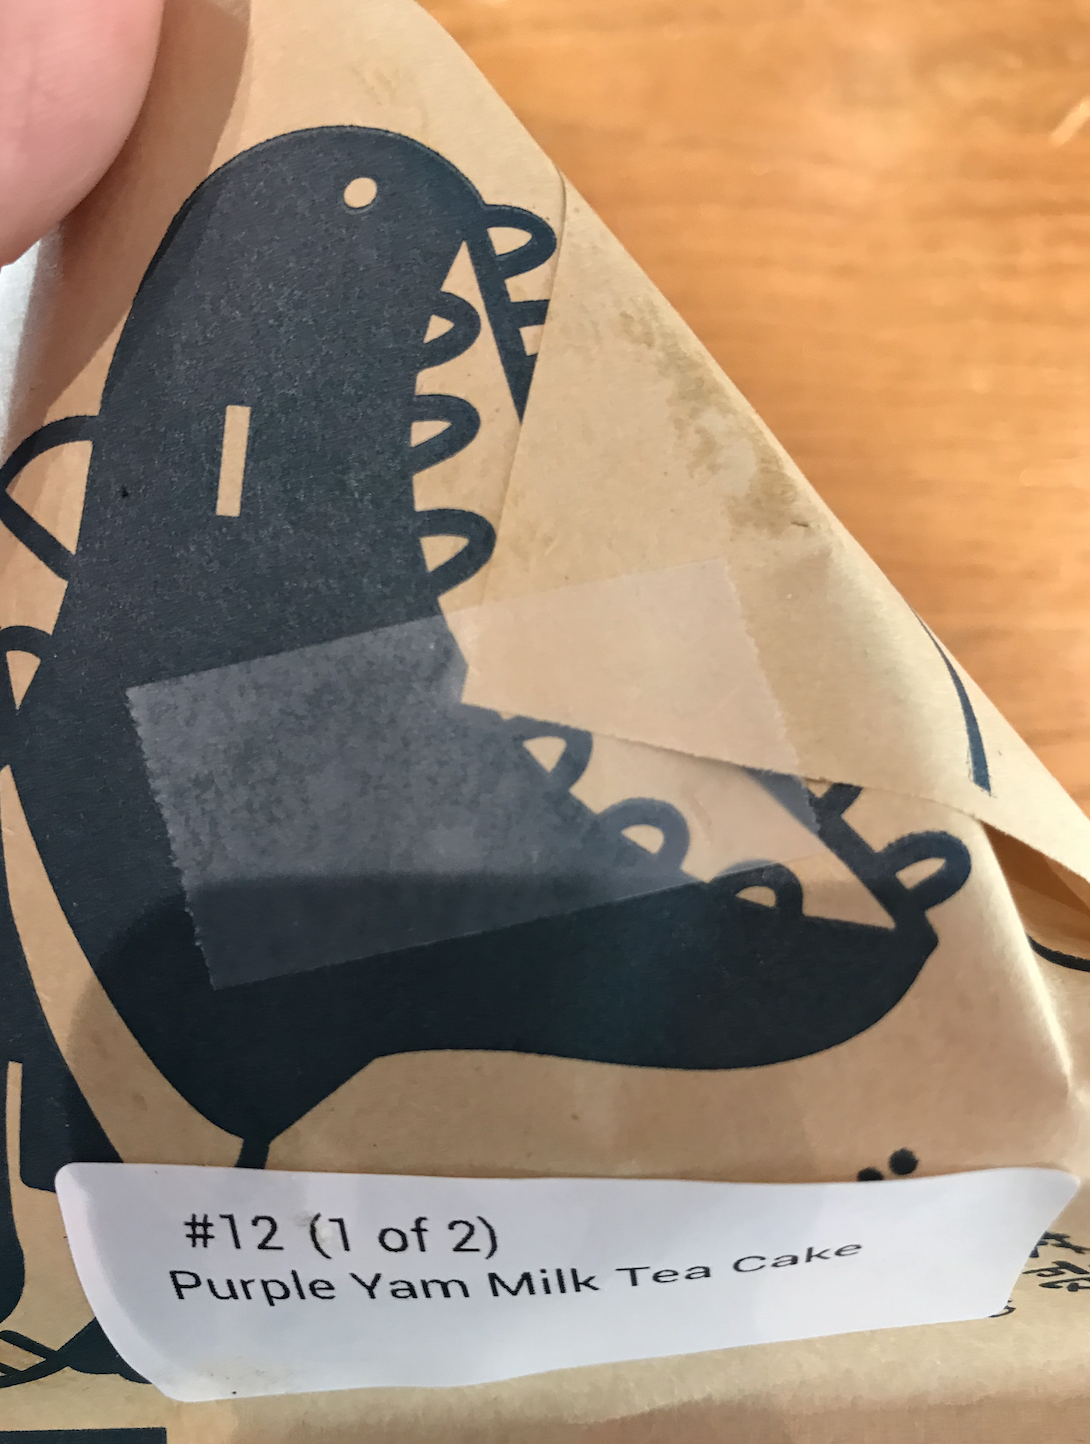 #12 (1 of 2)
Purple Yam Milk Tea Cake